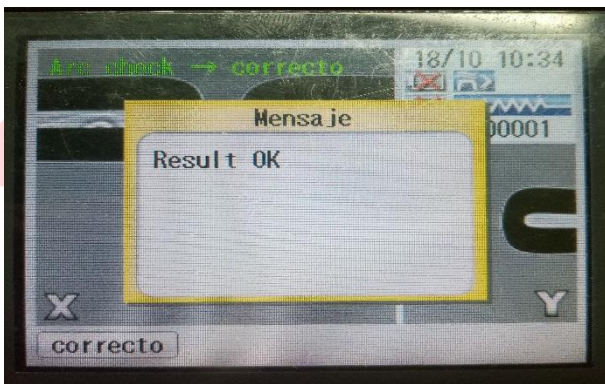 Arc check → correcto
18/10 10:34
00001
Mensaje
Result OK
X
Y
correcto